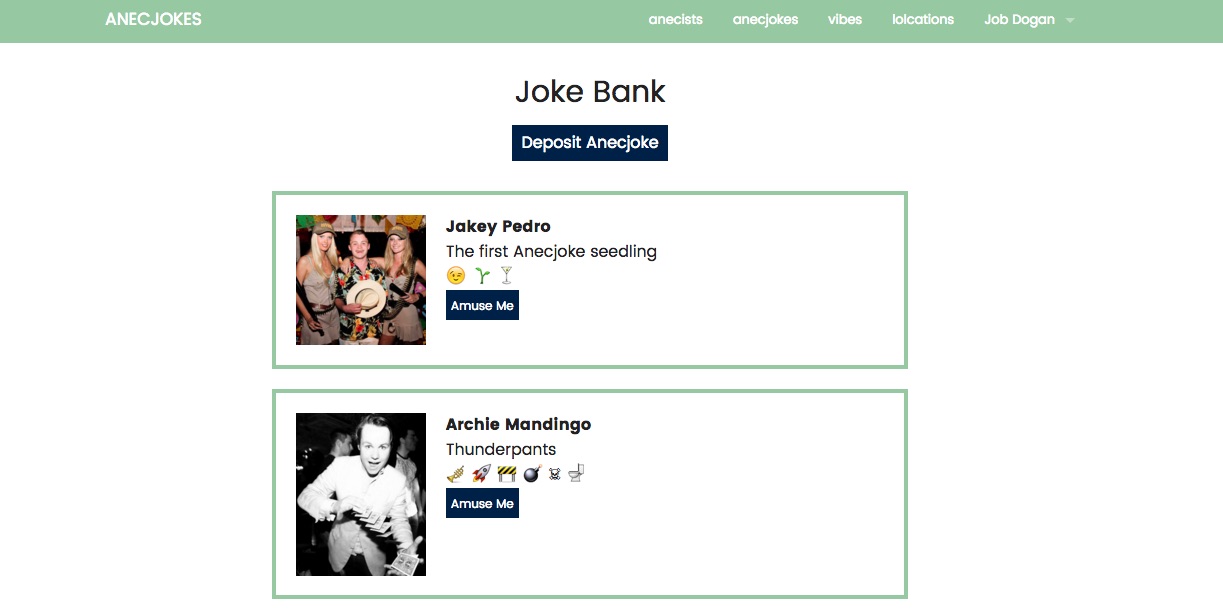 ANECJOKES
anecists
anecjokes
vibes
lolcations
Job Dogan
Joke Bank
Deposit Anecjoke
Jakey Pedro
The first Anecjoke seedling
😉 🌱 🍸
Amuse Me
Archie Mandingo
Thunderpants
🎺 🚀 🚧 💣 ☠ 🚽
Amuse Me